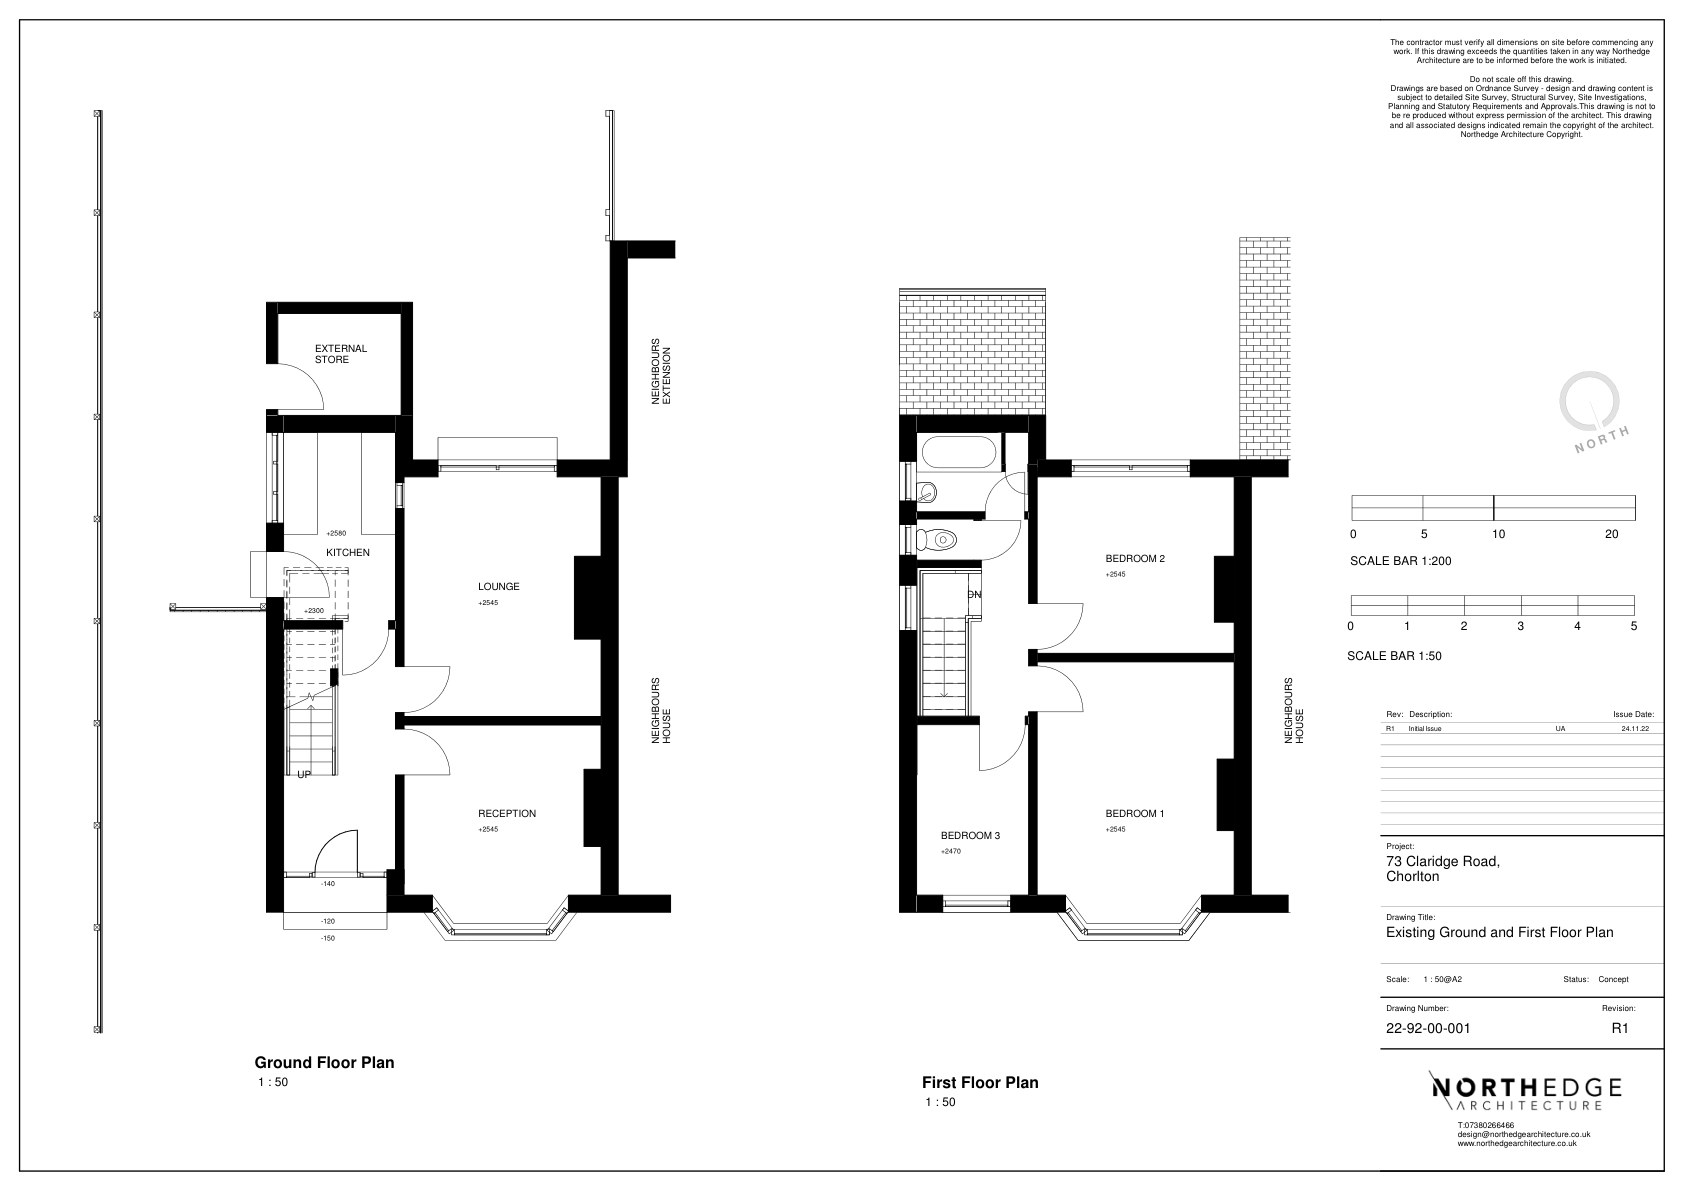 The contractor must verify all dimensions on site before commencing any
work. If this drawing exceeds the quantities taken in any way Northedge
Architecture are to be informed before the work is initiated.
Do not scale off this drawing.
Drawings are based on Ordnance Survey - design and drawing content is
subject to detailed Site Survey, Structural Survey, Site Investigations,
Planning and Statutory Requirements and Approvals.This drawing is not to
be re produced without express permission of the architect. This drawing
and all associated designs indicated remain the copyright of the architect.
Northedge Architecture Copyright.
EXTERNAL
STORE
NEIGHBOURS
EXTENSION
+2580
KITCHEN
+2300
LOUNGE
+2545
UP
RECEPTION
+2545
-140
-120
-150
NEIGHBOURS
HOUSE
Ground Floor Plan
1 : 50
DN
BEDROOM 2
+2545
BEDROOM 1
+2545
BEDROOM 3
+2470
NEIGHBOURS
HOUSE
First Floor Plan
1 : 50
NORTH
0 5 10 20
SCALE BAR 1:200
0 1 2 3 4 5
SCALE BAR 1:50
Rev: Description: Issue Date:
R1 Initial Issue UA 24.11.22
Project:
73 Claridge Road,
Chorlton
Drawing Title:
Existing Ground and First Floor Plan
Scale: 1 : 50@A2 Status: Concept
Drawing Number: Revision:
22-92-00-001 R1
NORTHEDGE
ARCHITECTURE
T:07380266466
design@northedgearchitecture.co.uk
www.northedgearchitecture.co.uk